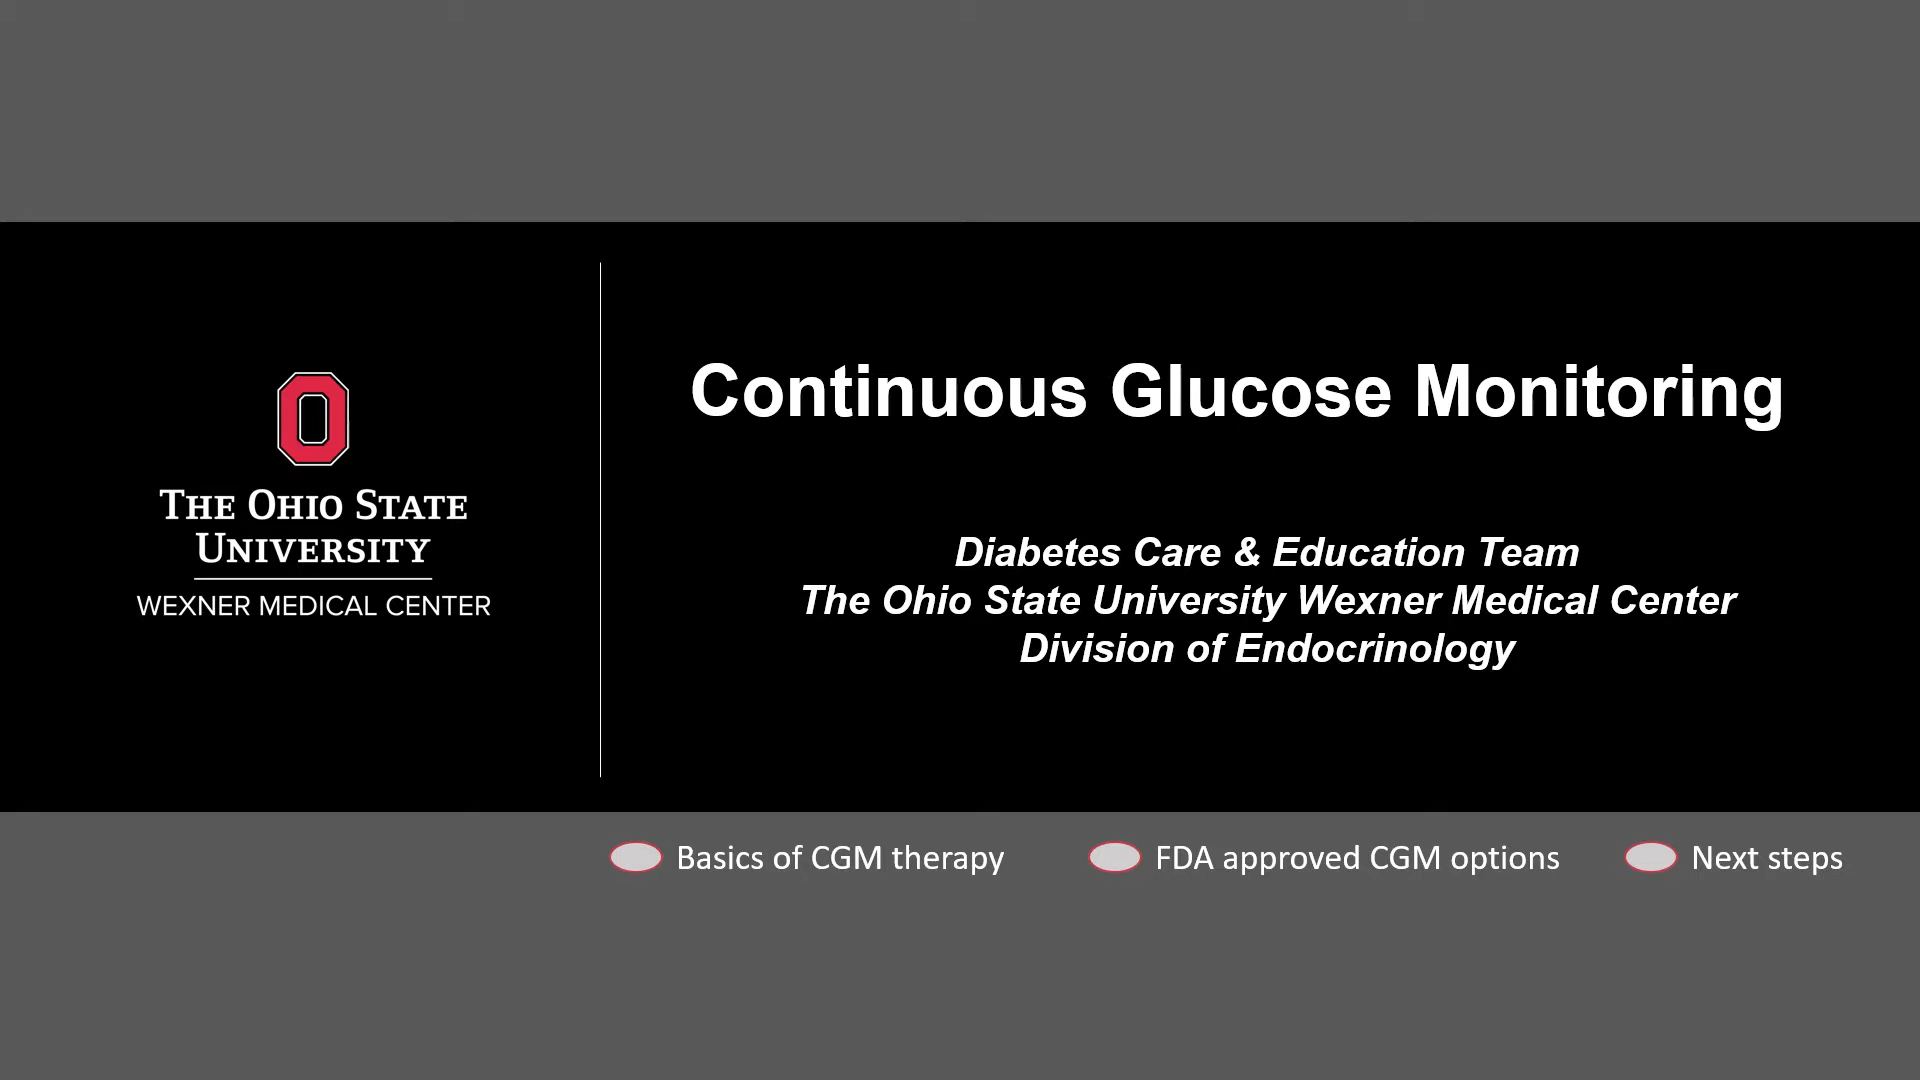 THE OHIO STATE
UNIVERSITY
WEXNER MEDICAL CENTER
Continuous Glucose Monitoring
Diabetes Care & Education Team
The Ohio State University Wexner Medical Center
Division of Endocrinology
Basics of CGM therapy
FDA approved CGM options
Next steps